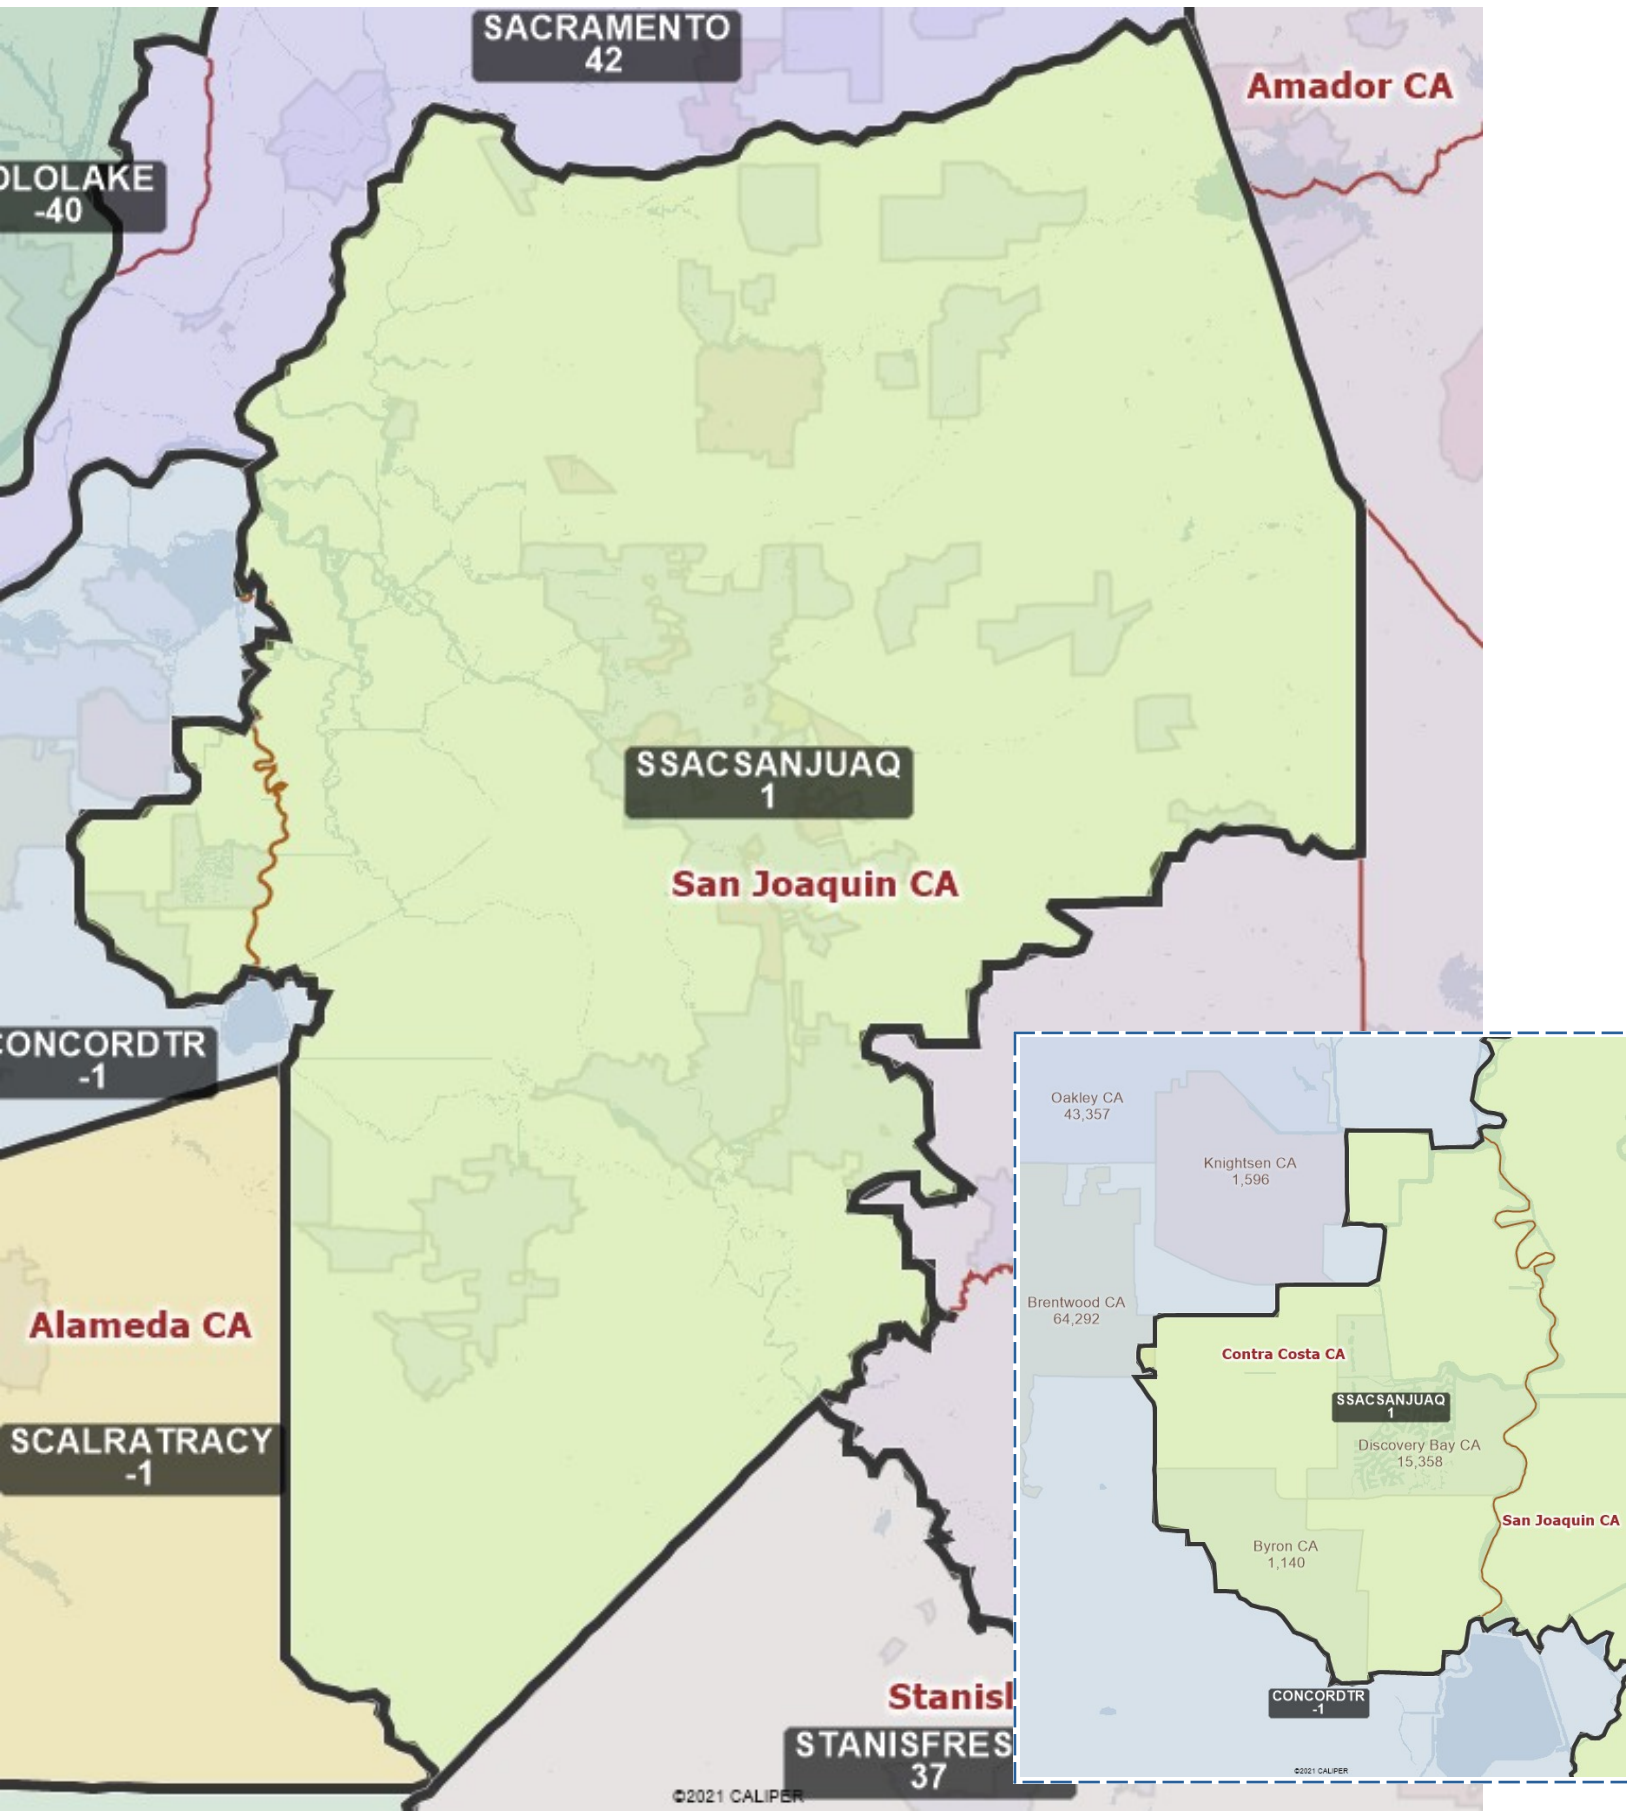 SACRAMENTO
42
Amador CA
OLOLAKE
-40
SSACSANJUAQ
1
San Joaquin CA
CONCORDTR
-1
Alameda CA
SCALRATRACY
-1
Stanisl
STANISFRES
37
©2021 CALIPER
Oakley CA
43,357
Knightsen CA
1,596
Brentwood CA
64,292
Contra Costa CA
SSACSANJUAQ
1
Discovery Bay CA
15,358
San Joaquin CA
Byron CA
1,140
CONCORDTR
-1
©2021 CALIPER